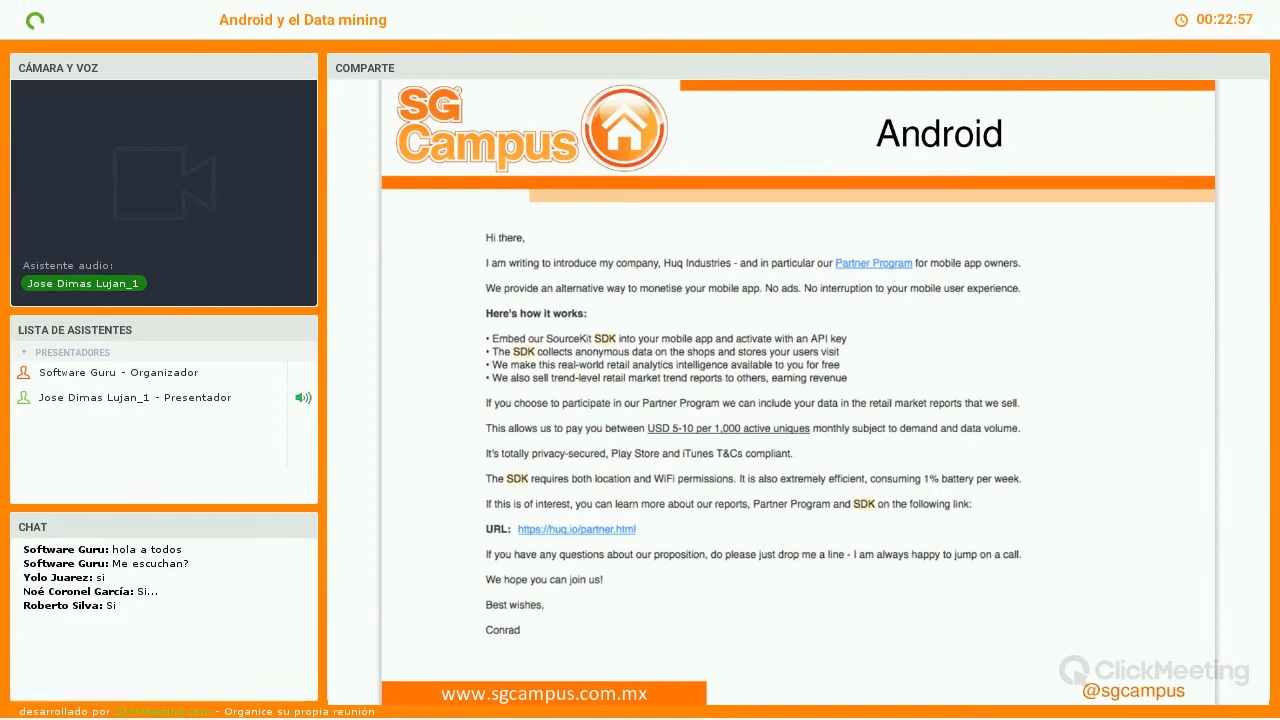 Android y el Data mining
00:22:57
CÁMARA Y VOZ
Asistente audio:
Jose Dimas Lujan_1
LISTA DE ASISTENTES
PRESENTADORES
Software Guru - Organizador
Jose Dimas Lujan_1 - Presentador
CHAT
Software Guru: hola a todos
Software Guru: Me escuchan?
Yolo Juarez: si
Noé Coronel García: Si...
Roberto Silva: Si
COMPARTE
SG Campus
Android
Hi there,
I am writing to introduce my company, Huq Industries - and in particular our Partner Program for mobile app owners.
We provide an alternative way to monetise your mobile app. No ads. No interruption to your mobile user experience.
Here's how it works:
• Embed our SourceKit SDK into your mobile app and activate with an API key
• The SDK collects anonymous data on the shops and stores your users visit
• We make this real-world retail analytics intelligence available to you for free
• We also sell trend-level retail market trend reports to others, earning revenue
If you choose to participate in our Partner Program we can include your data in the retail market reports that we sell.
This allows us to pay you between USD 5-10 per 1,000 active uniques monthly subject to demand and data volume.
It's totally privacy-secured, Play Store and iTunes T&Cs compliant.
The SDK requires both location and WiFi permissions. It is also extremely efficient, consuming 1% battery per week.
If this is of interest, you can learn more about our reports, Partner Program and SDK on the following link:
URL: https://huq.io/partner.html
If you have any questions about our proposition, do please just drop me a line - I am always happy to jump on a call.
We hope you can join us!
Best wishes,
Conrad
ClickMeeting
www.sgcampus.com.mx
@sgcampus
desarrollado por ClickMeeting.com - Organice su propia reunión